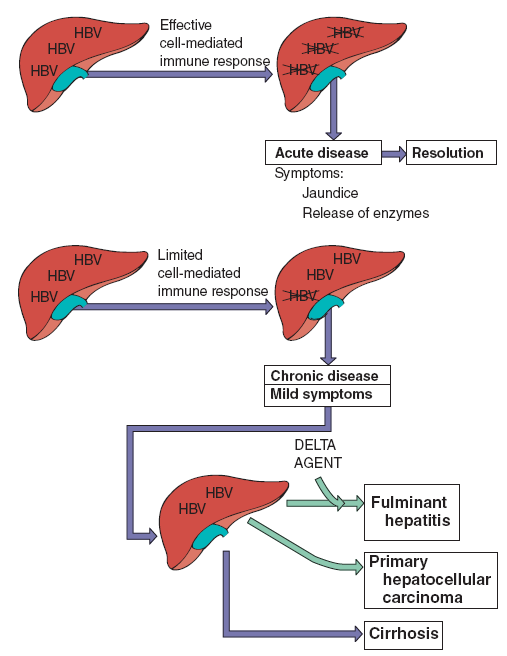 HBV
HBV
HBV
Effective
cell-mediated
immune response
HBV
HBV
HBV
Acute disease
Resolution
Symptoms:
Jaundice
Release of enzymes
HBV
HBV
HBV
Limited
cell-mediated
immune response
HBV
HBV
HBV
Chronic disease
Mild symptoms
DELTA
AGENT
HBV
HBV
Fulminant
hepatitis
Primary
hepatocellular
carcinoma
Cirrhosis